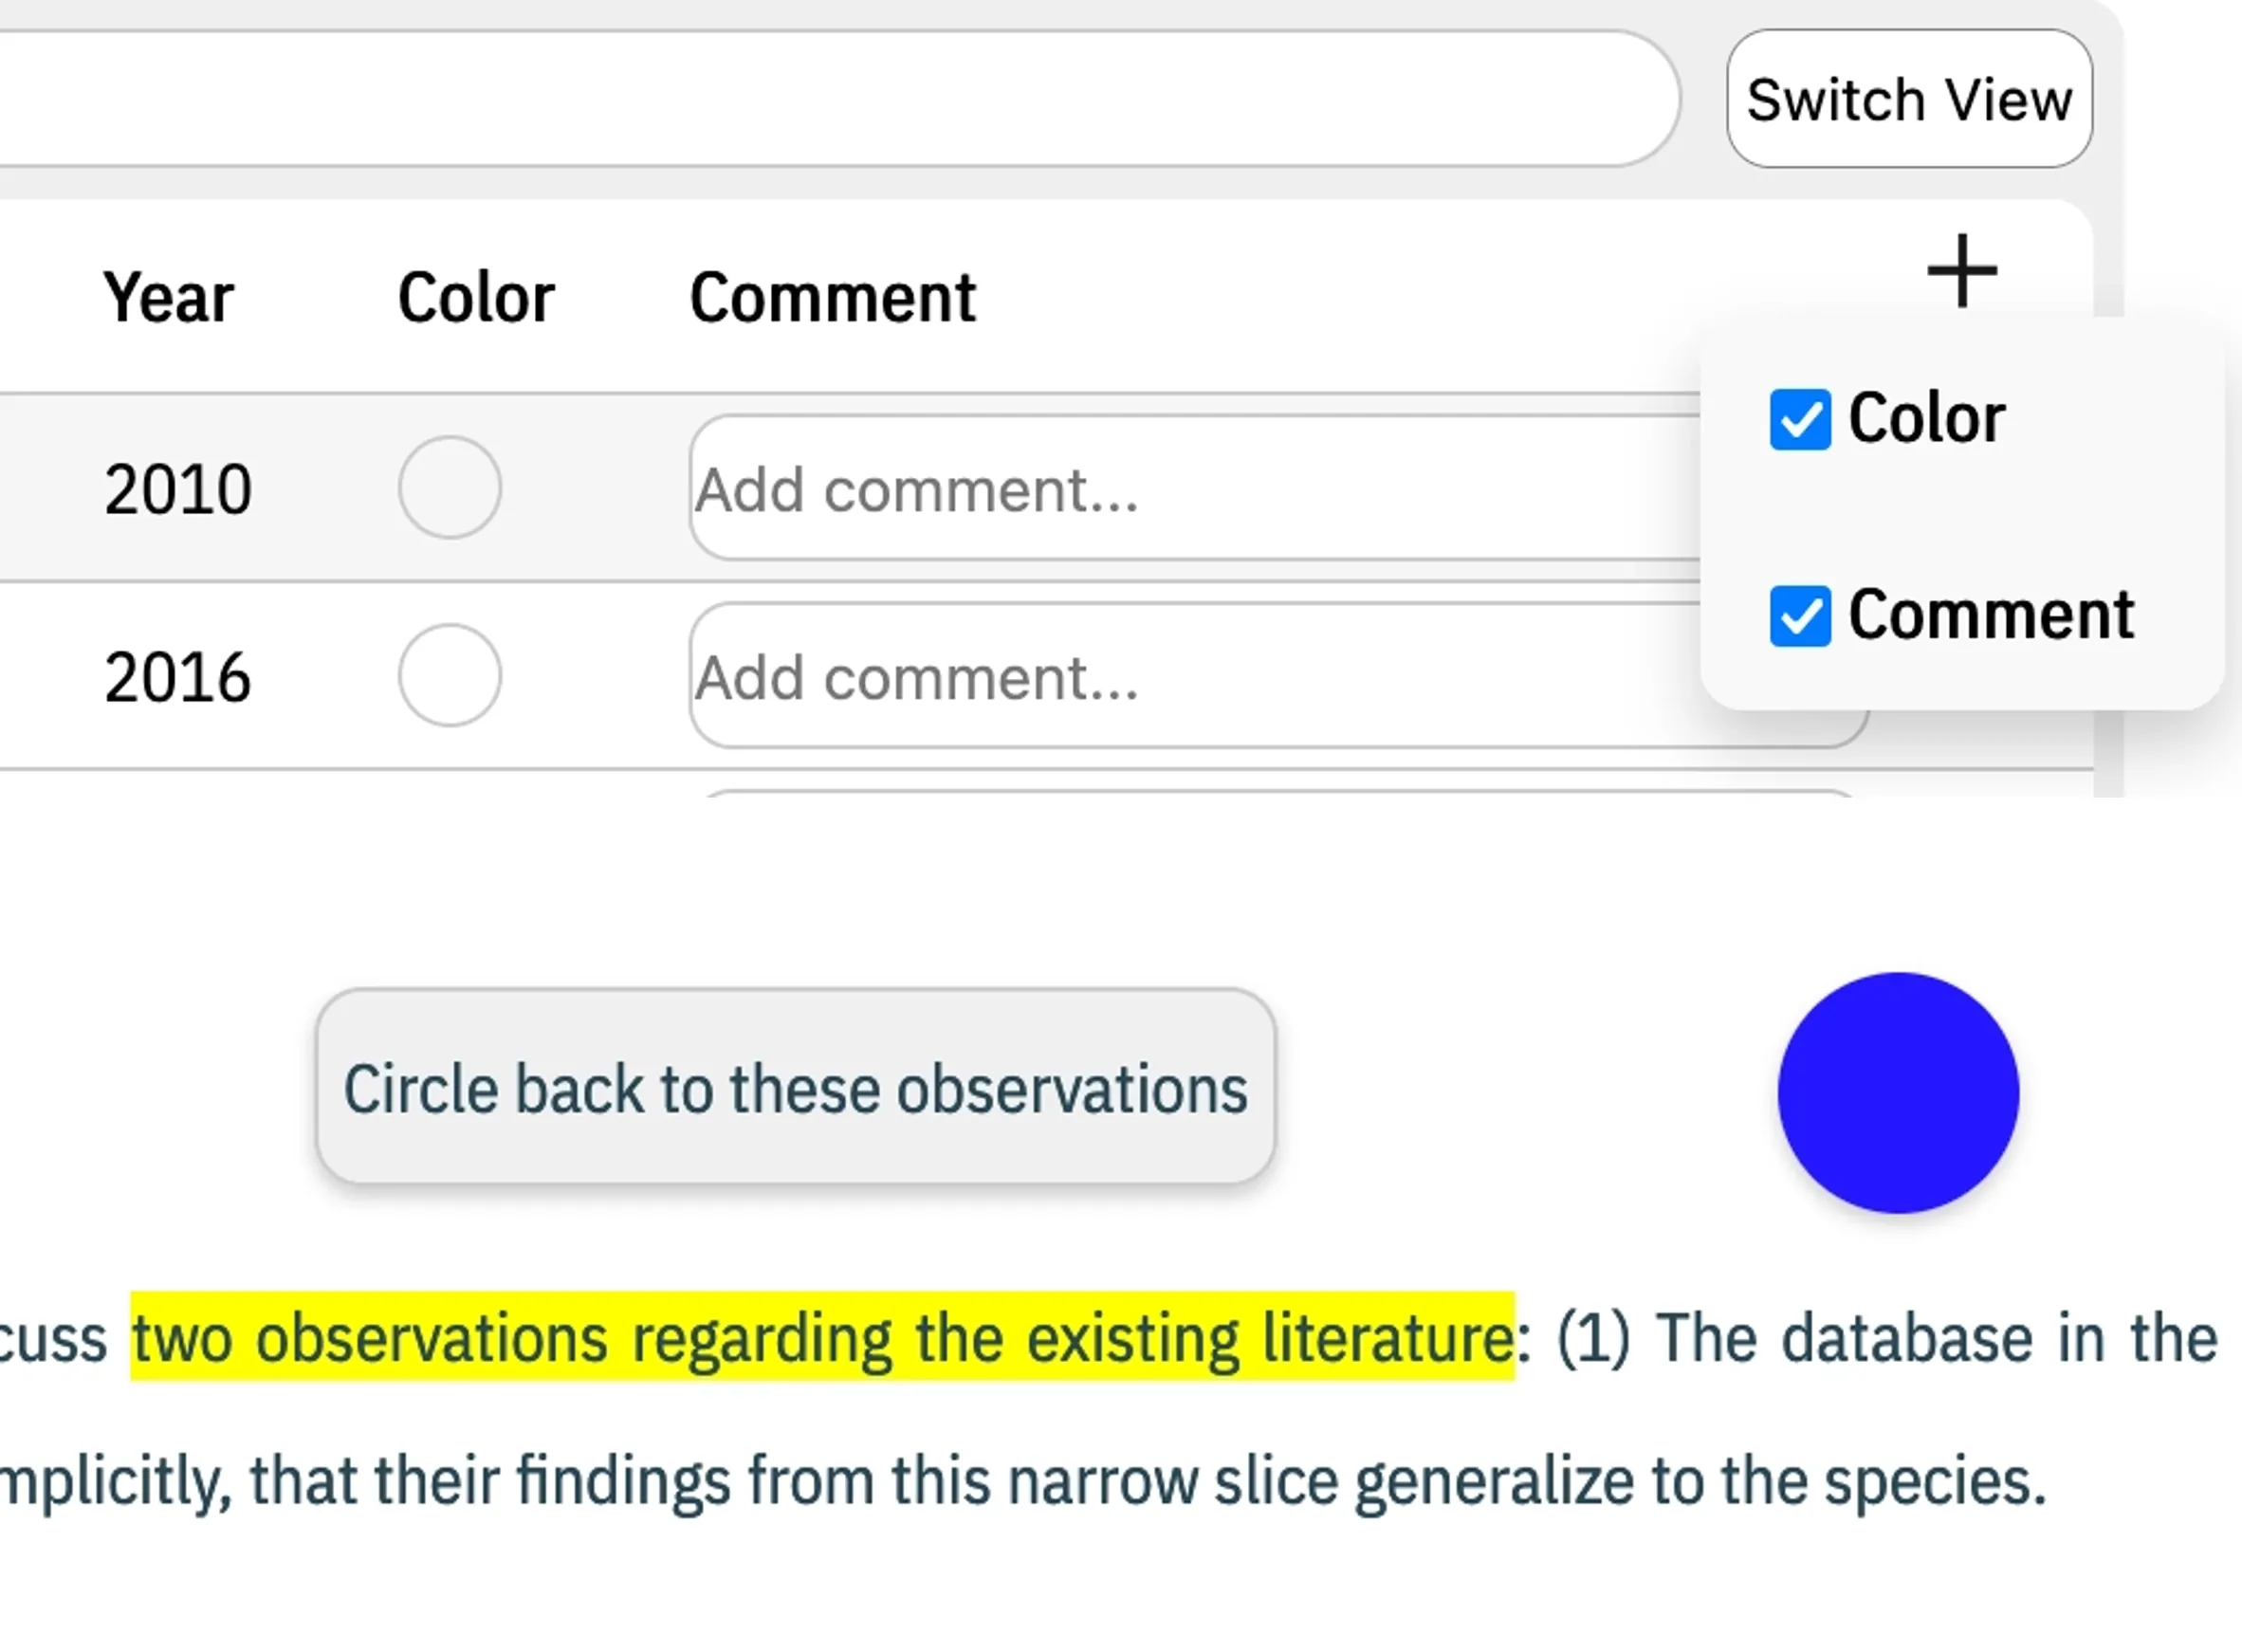 Switch View
Year Color Comment
Color
2010 Add comment...
Comment
2016 Add comment...
Circle back to these observations
cuss two observations regarding the existing literature: (1) The database in the
mplicitly, that their findings from this narrow slice generalize to the species.